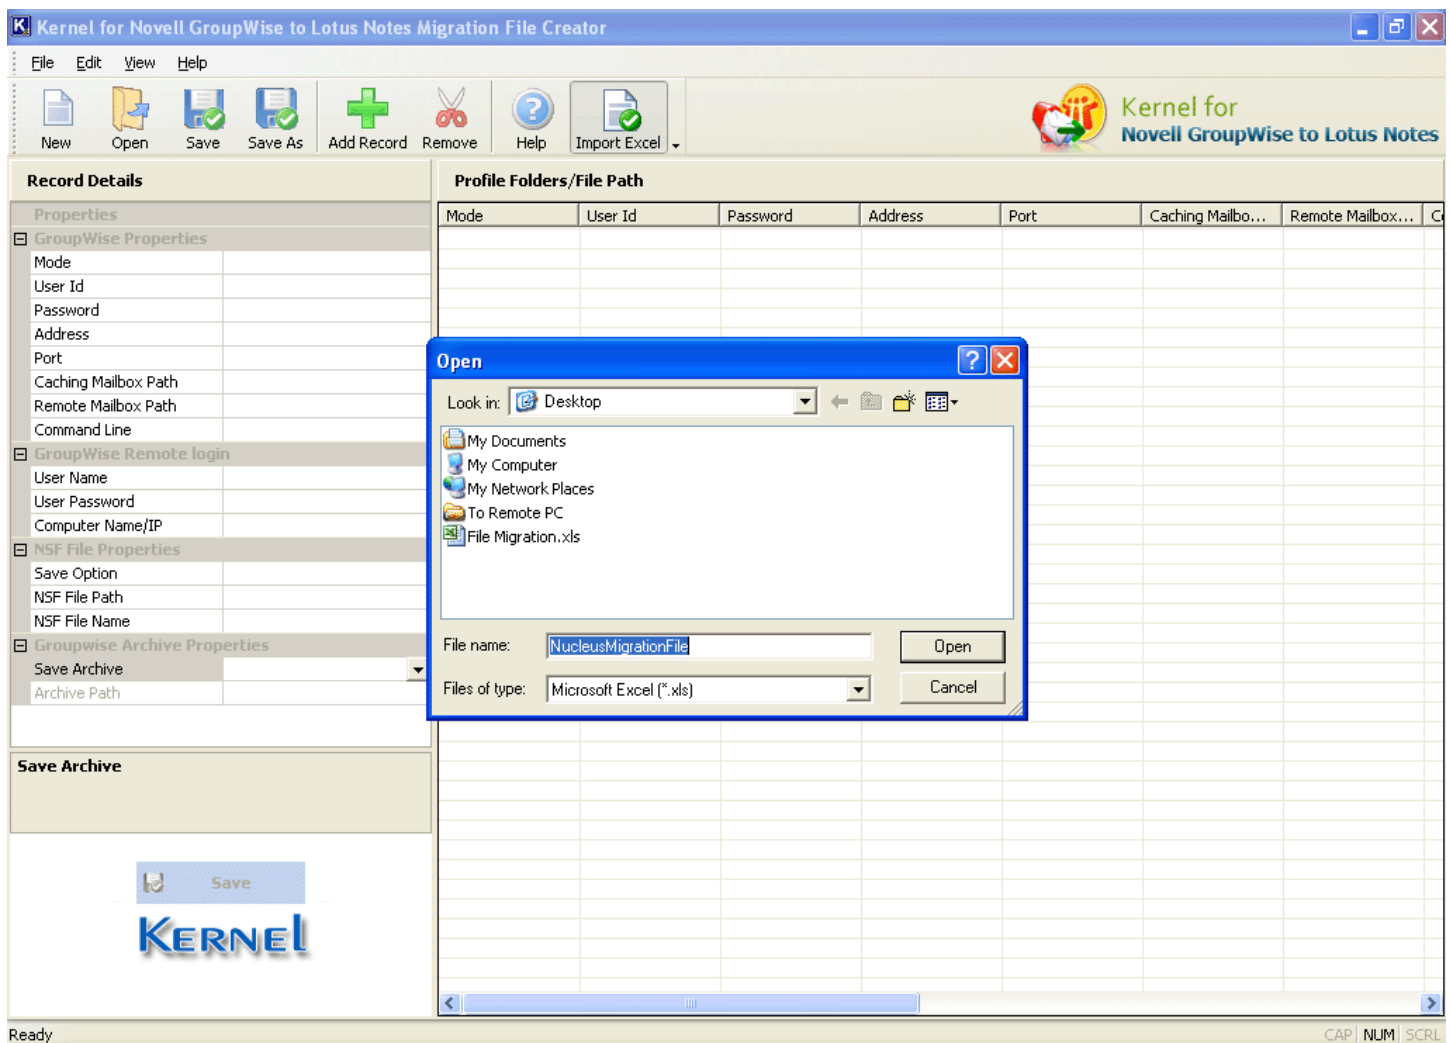 Kernel for Novell GroupWise to Lotus Notes Migration File Creator
File Edit View Help
New Open Save Save As Add Record Remove Help Import Excel
Kernel for
Novell GroupWise to Lotus Notes
Record Details
Profile Folders/File Path
Properties
GroupWise Properties
Mode
User Id
Password
Address
Port
Caching Mailbox Path
Remote Mailbox Path
Command Line
GroupWise Remote login
User Name
User Password
Computer Name/IP
NSF File Properties
Save Option
NSF File Path
NSF File Name
Groupwise Archive Properties
Save Archive
Archive Path
Save Archive
Save
KERNEL
Mode User Id Password Address Port Caching Mailbo... Remote Mailbox...
Open
Look in: Desktop
My Documents
My Computer
My Network Places
To Remote PC
File Migration.xls
File name: NucleusMigrationFile Open
Files of type: Microsoft Excel (*.xls) Cancel
Ready
CAP NUM SCRL